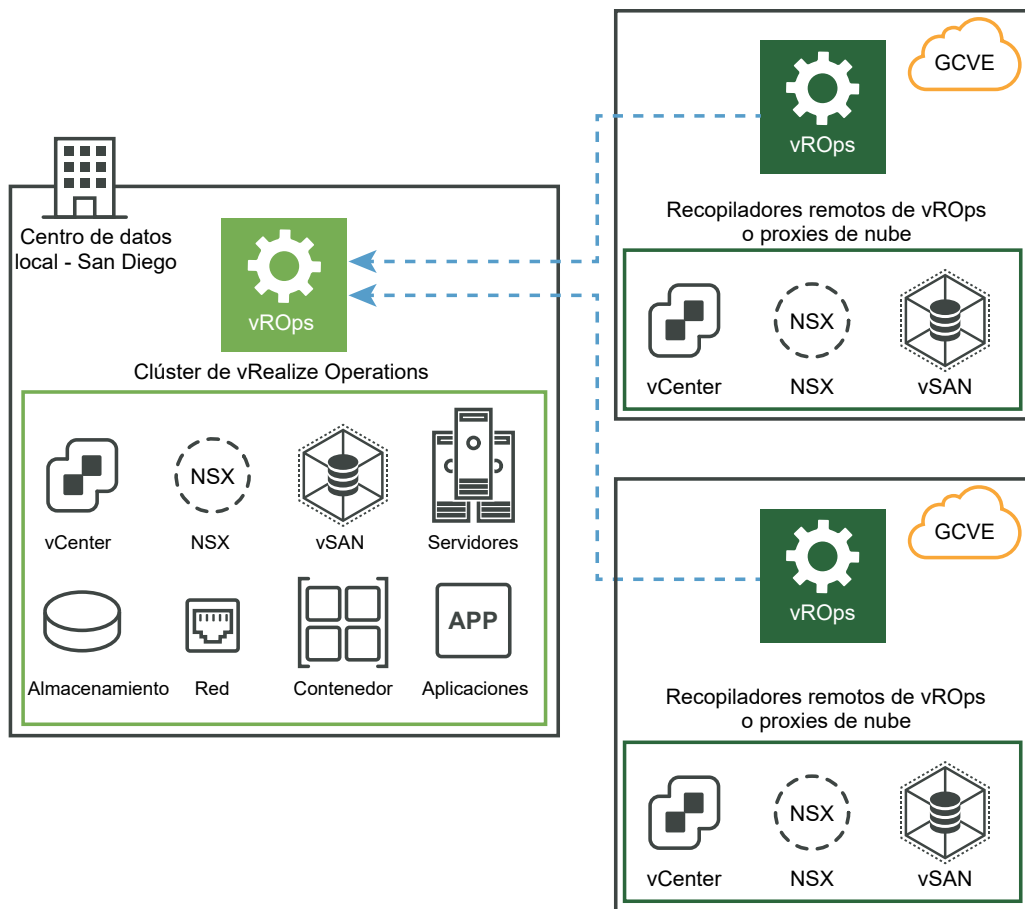 Centro de datos
local - San Diego
vROps
Clúster de vRealize Operations
vCenter
NSX
NSX
vSAN
Servidores
Almacenamiento
Red
Contenedor
APP
Aplicaciones
GCVE
vROps
Recopiladores remotos de vROps
o proxies de nube
vCenter
NSX
NSX
vSAN
GCVE
vROps
Recopiladores remotos de vROps
o proxies de nube
vCenter
NSX
NSX
vSAN